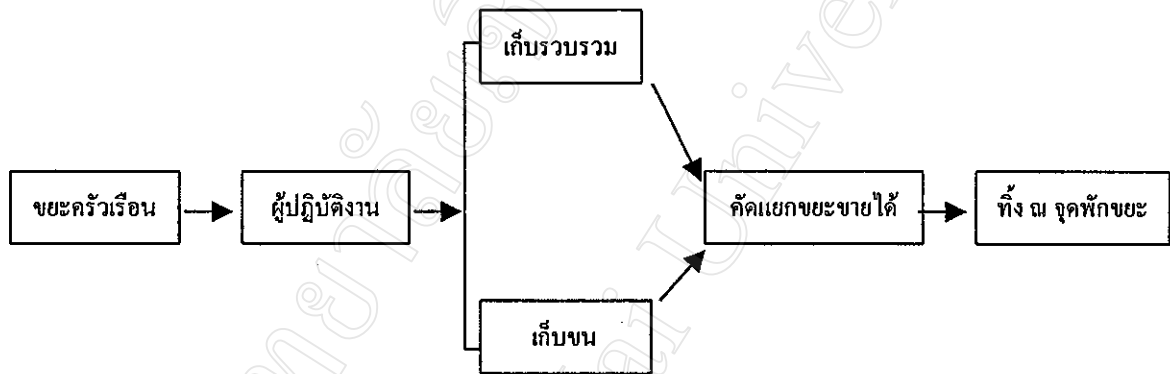 เก็บรวบรวม
ขยะครัวเรือน
ผู้ปฏิบัติงาน
คัดแยกขยะขายได้
ทิ้ง ณ จุดพักขยะ
เก็บขน